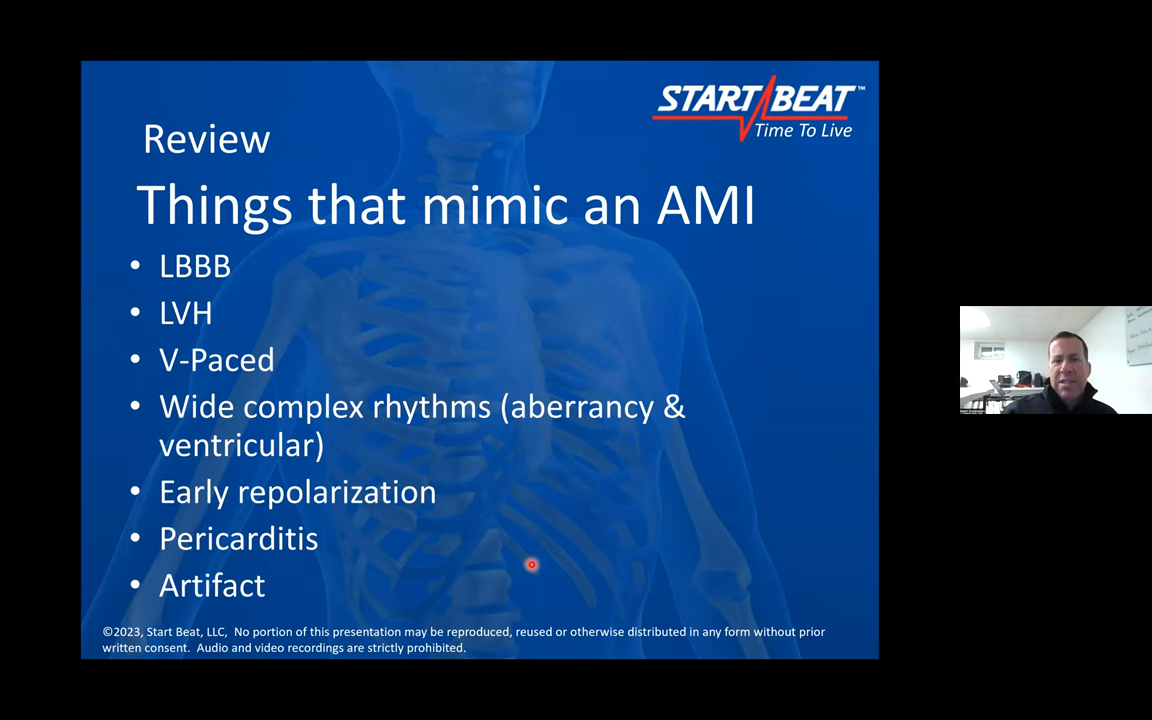 START BEAT™
Time To Live
Review
Things that mimic an AMI
• LBBB
• LVH
• V-Paced
• Wide complex rhythms (aberrancy &
ventricular)
• Early repolarization
• Pericarditis
• Artifact
©2023, Start Beat, LLC, No portion of this presentation may be reproduced, reused or otherwise distributed in any form without prior
written consent. Audio and video recordings are strictly prohibited.